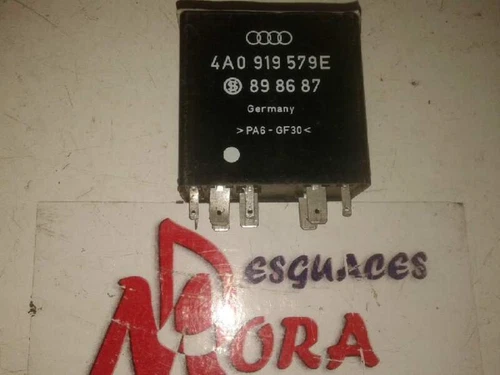 4A0 919 579E
S 89 86 87
Germany
>PA6-GF30<
DESGUACES
MORA